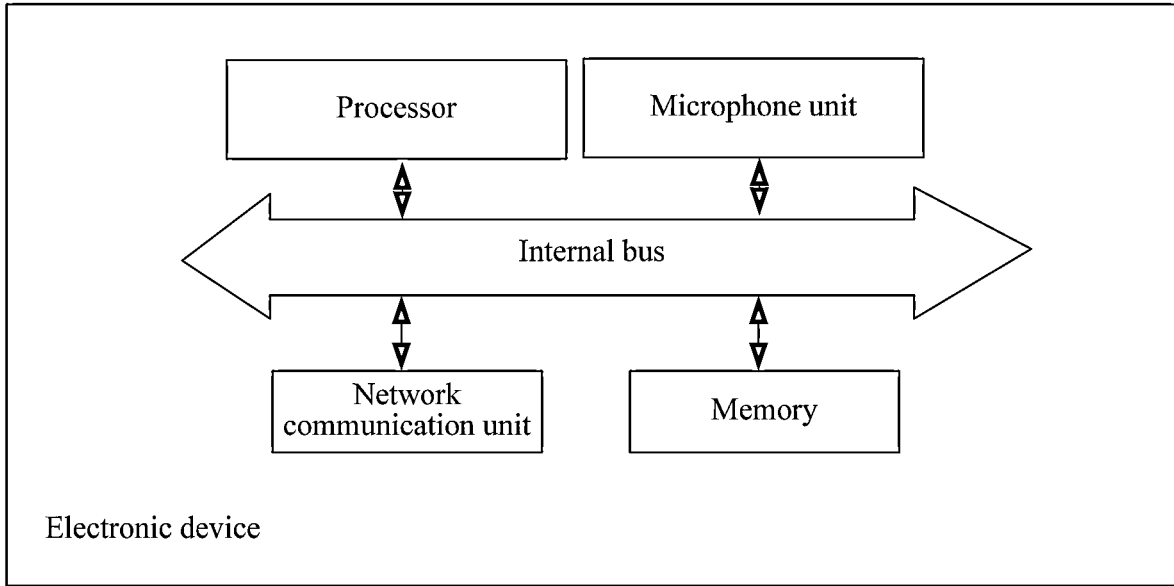 Processor
Microphone unit
Internal bus
Network
communication unit
Memory
Electronic device